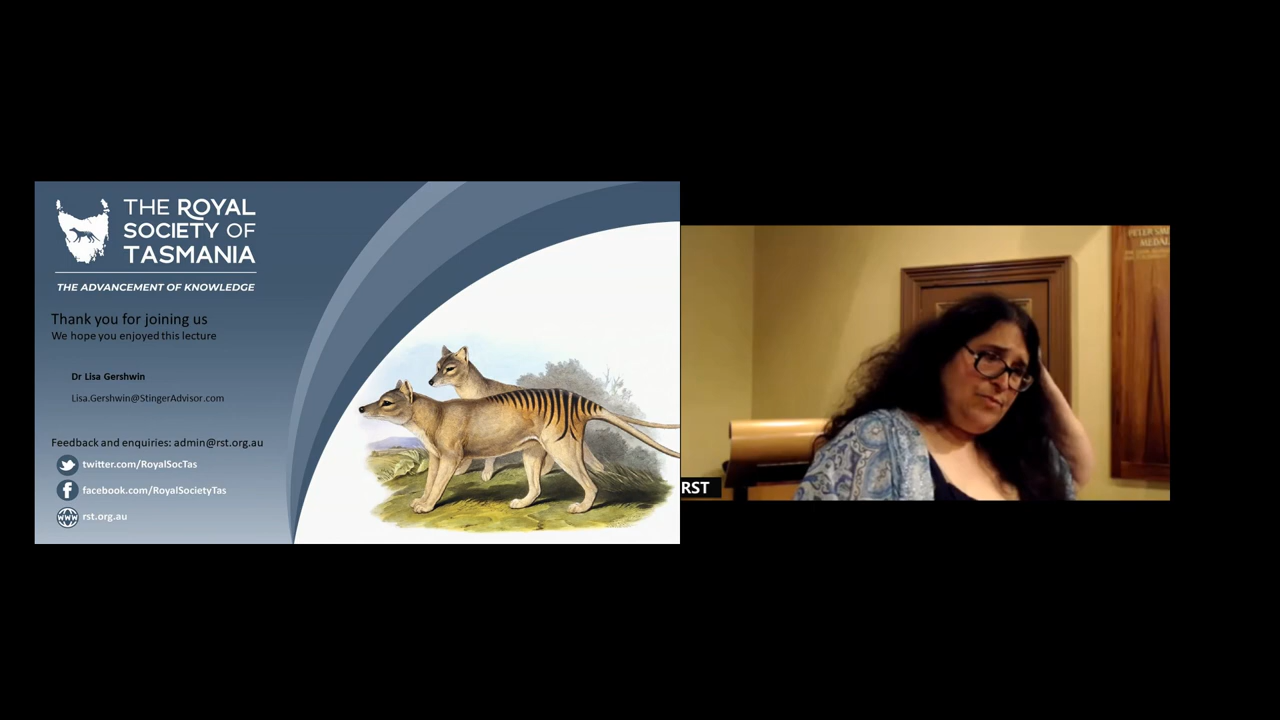 THE ROYAL
SOCIETY OF
TASMANIA
THE ADVANCEMENT OF KNOWLEDGE
Thank you for joining us
We hope you enjoyed this lecture
Dr Lisa Gershwin
Lisa.Gershwin@StingerAdvisor.com
Feedback and enquiries: admin@rst.org.au
twitter.com/RoyalSocTas
facebook.com/RoyalSocietyTas
www rst.org.au
RST
MEDAL